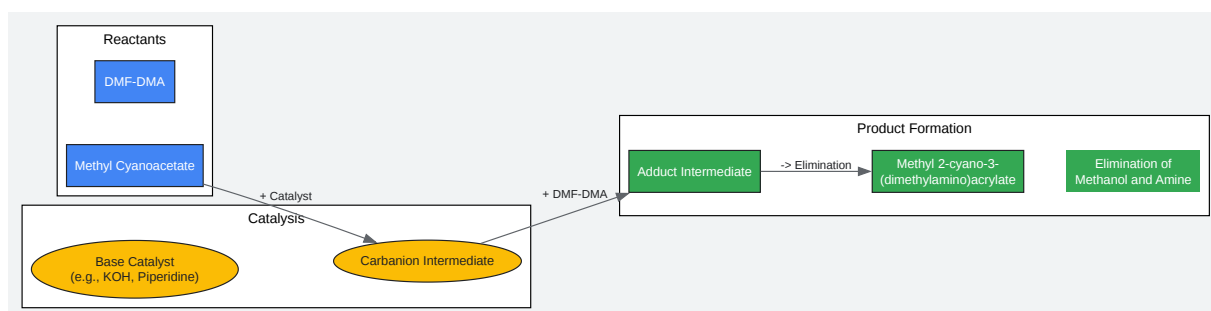 Reactants
DMF-DMA
Methyl Cyanoacetate
+ Catalyst
Catalysis
Base Catalyst
(e.g., KOH, Piperidine)
Carbanion Intermediate
+ DMF-DMA
Product Formation
Adduct Intermediate
-> Elimination
Methyl 2-cyano-3-
(dimethylamino)acrylate
Elimination of
Methanol and Amine